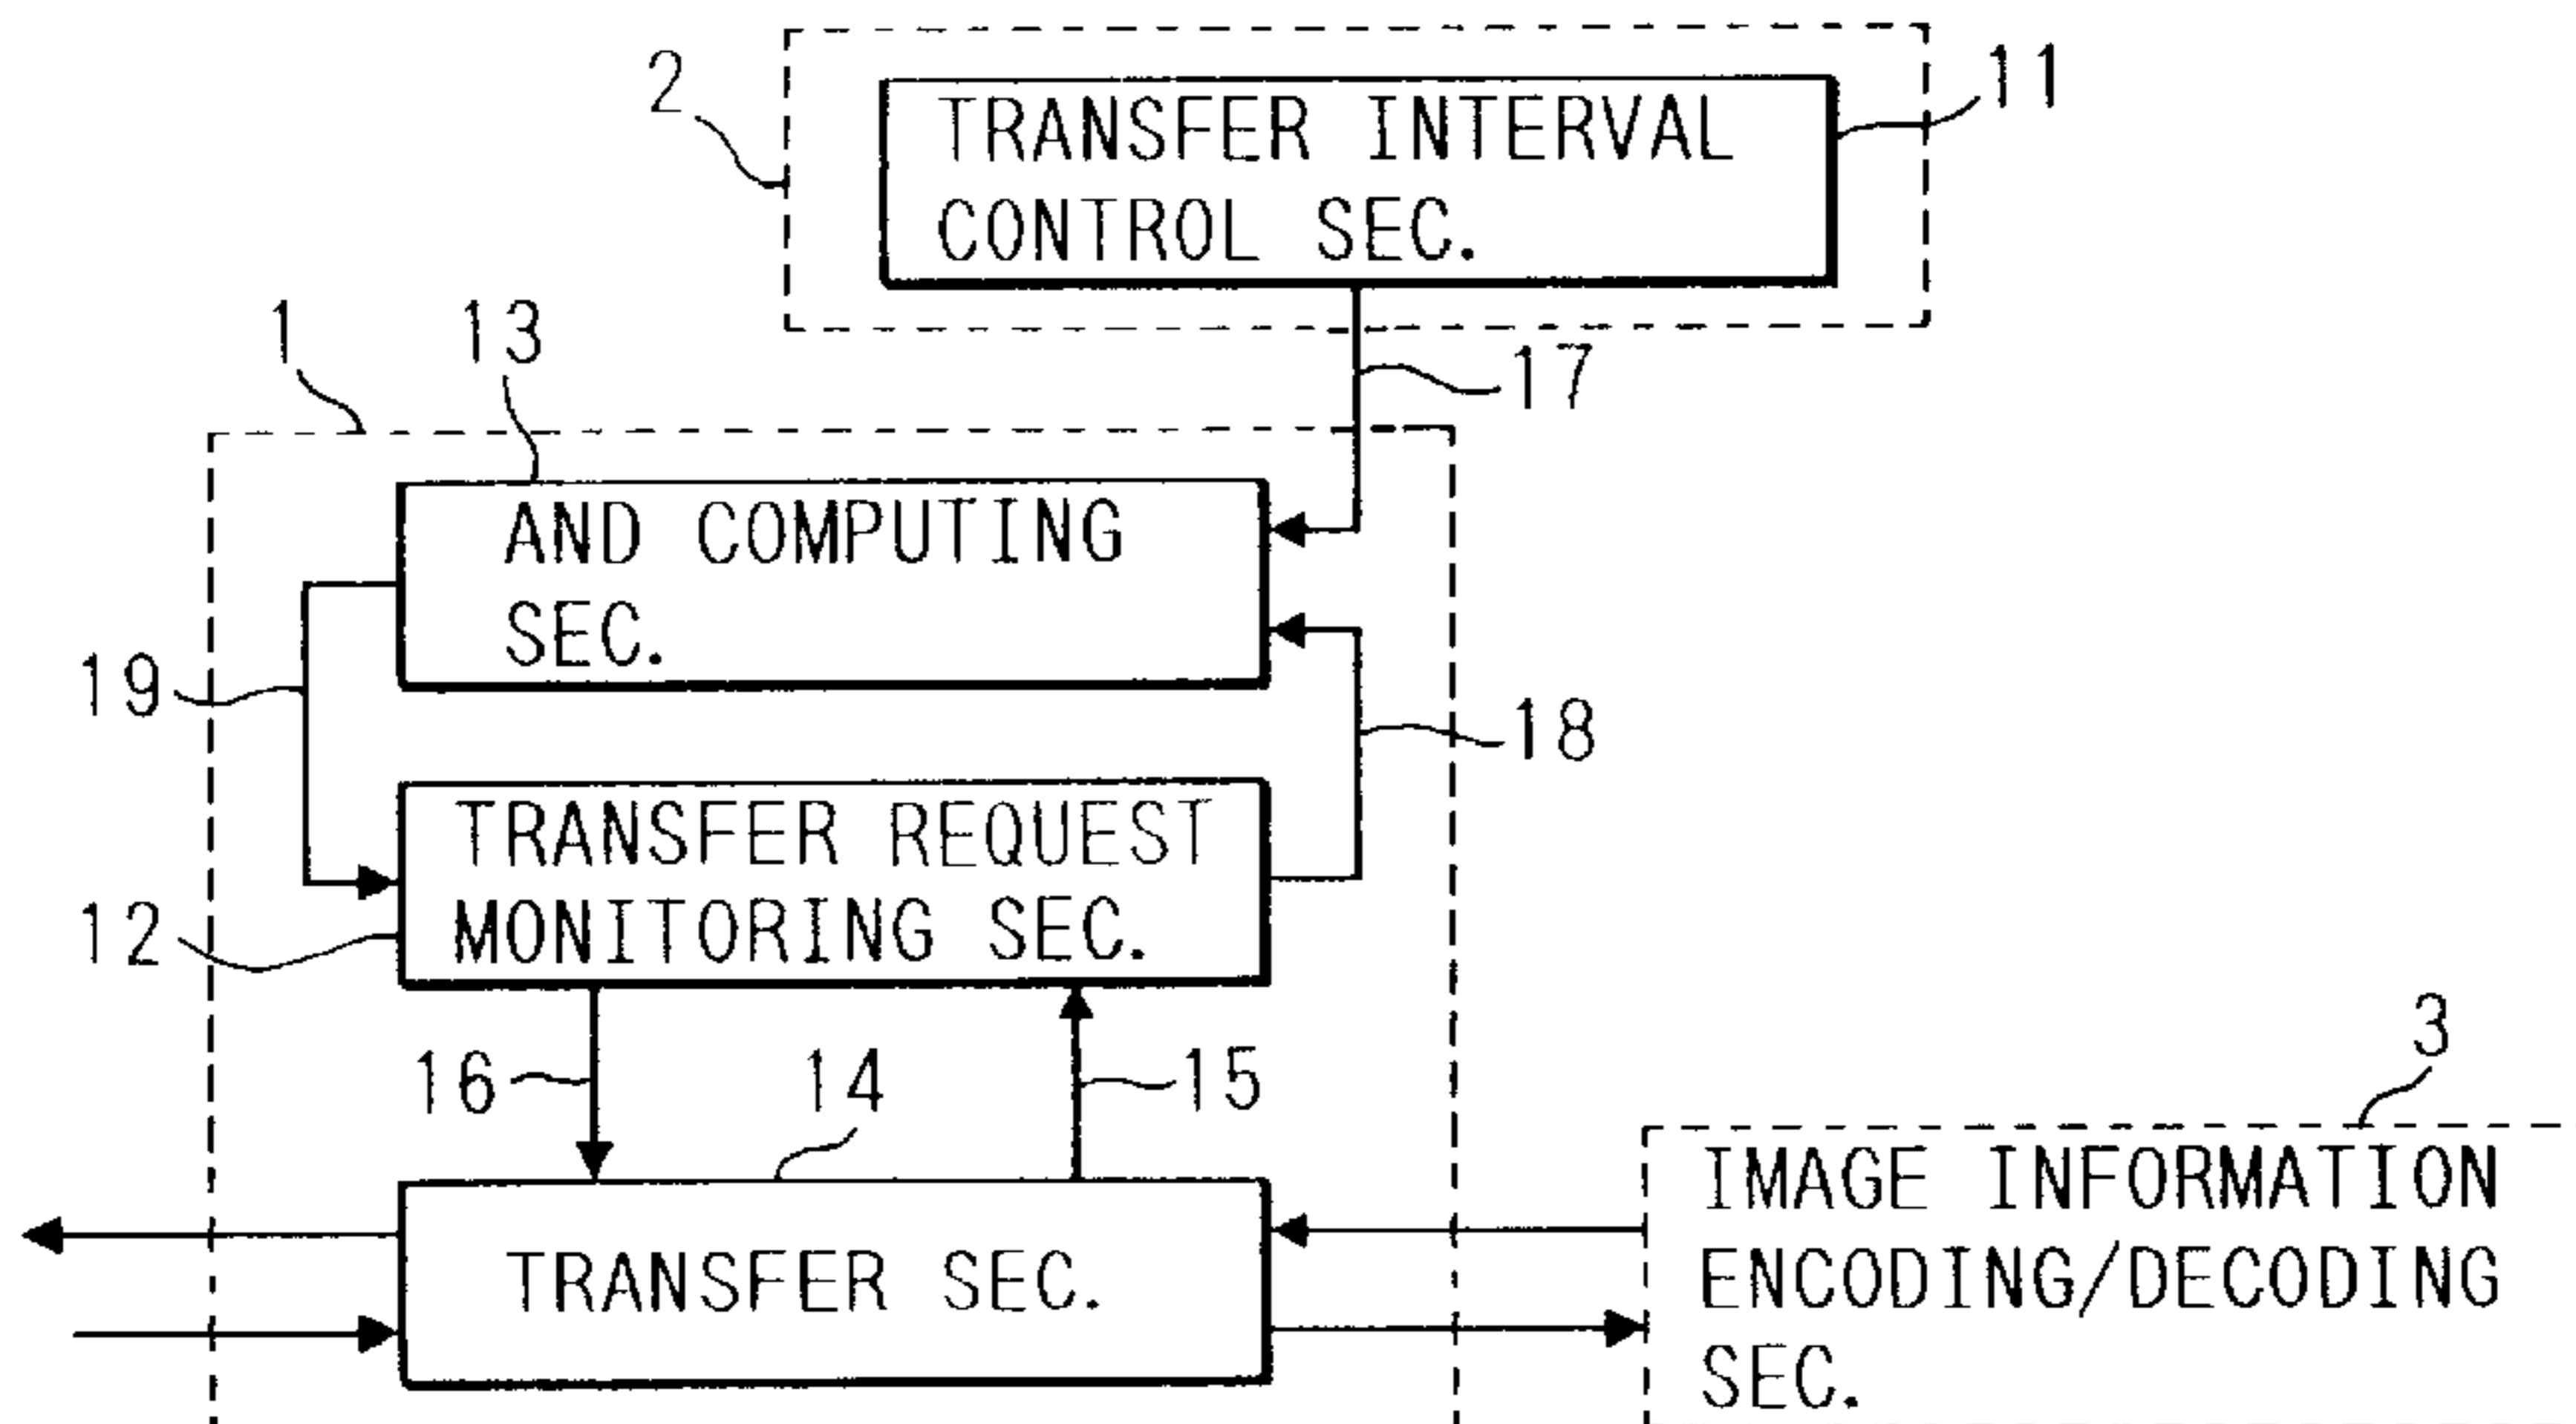 2
TRANSFER INTERVAL
CONTROL SEC.
11
1
13
17
AND COMPUTING
SEC.
19
18
TRANSFER REQUEST
MONITORING SEC.
12
16
14
15
3
TRANSFER SEC.
IMAGE INFORMATION
ENCODING/DECODING
SEC.